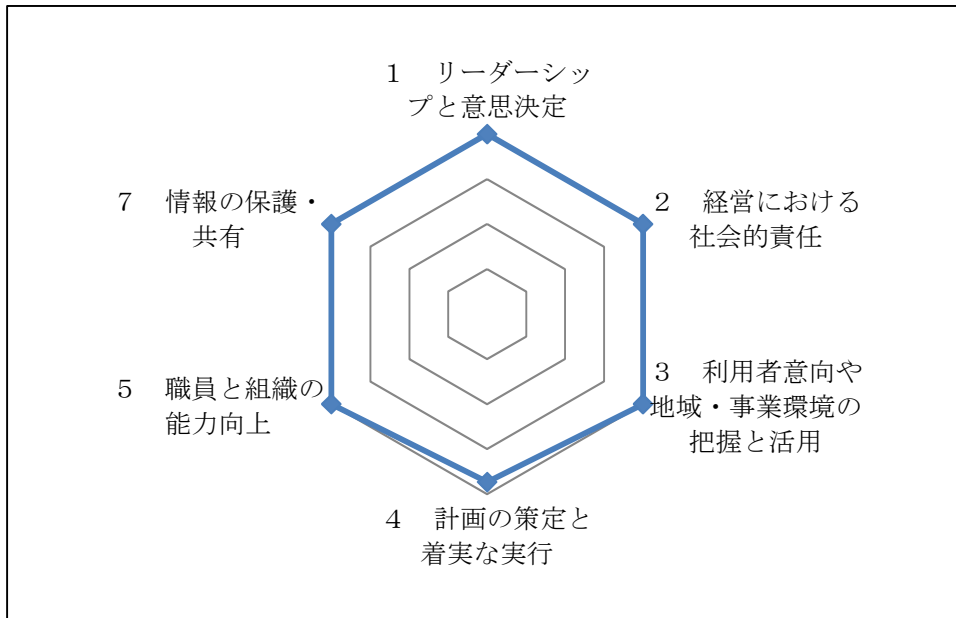 1 リーダーシッ
プと意思決定
2 経営における
社会的責任
3 利用者意向や
地域・事業環境の
把握と活用
4 計画の策定と
着実な実行
5 職員と組織の
能力向上
7 情報の保護・
共有